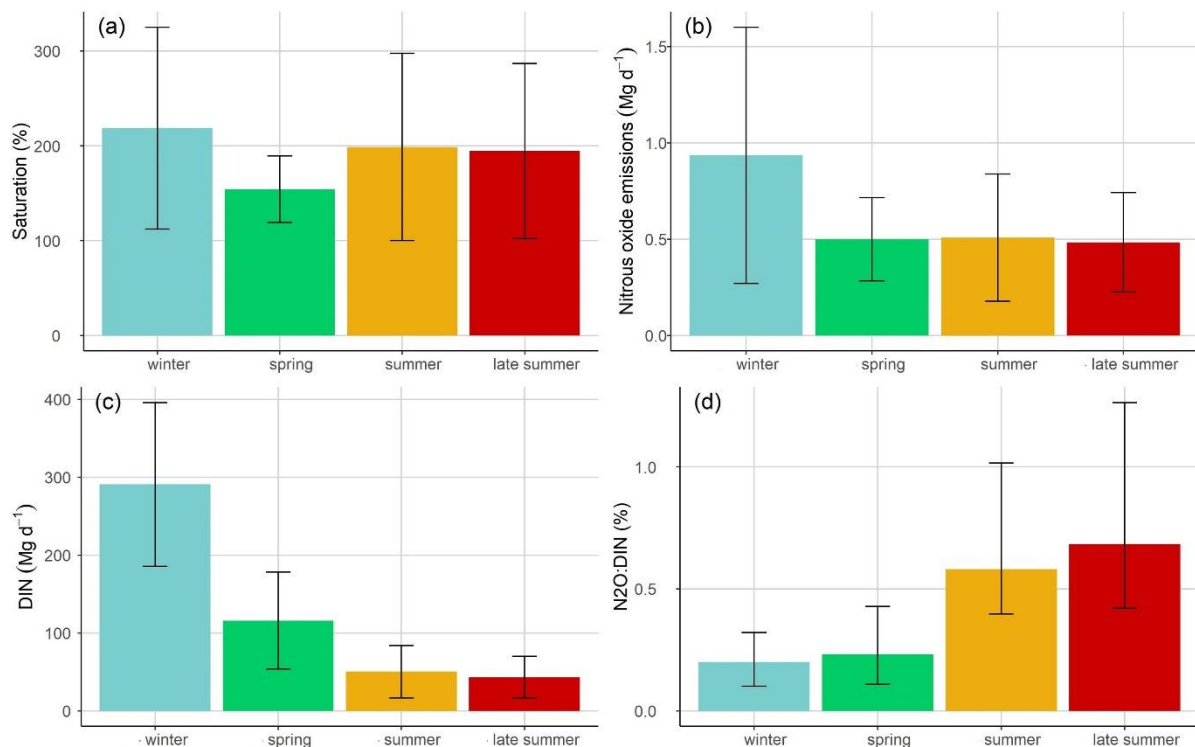 (a)
Saturation (%)
300
200
100
0
winter spring summer late summer
(b)
Nitrous oxide emissions (Mg d⁻¹)
1.5
1.0
0.5
0.0
winter spring summer late summer
(c)
DIN (Mg d⁻¹)
400
300
200
100
0
winter spring summer late summer
(d)
N2O:DIN (%)
1.0
0.5
0.0
winter spring summer late summer